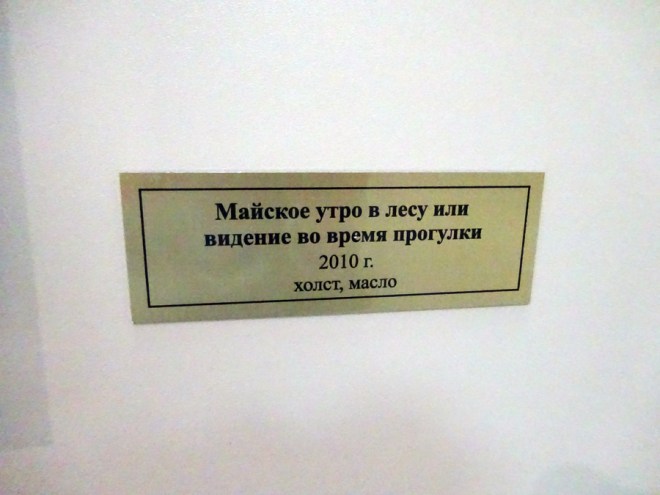 Майское утро в лесу или
видение во время прогулки
2010 г.
холст, масло